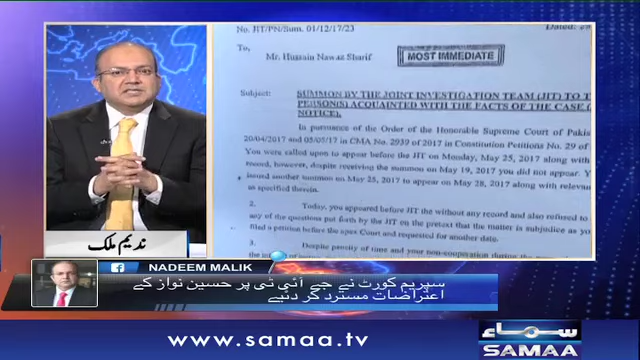 No. JIT/PN/Sum. 01/12/17/23
Dated:
To,
Mr. Hussain Nawaz Sharif
MOST IMMEDIATE
Subject:
SUMMON BY THE JOINT INVESTIGATION TEAM (JIT) TO T
PERSON(S) ACQUAINTED WITH THE FACTS OF THE CASE (
NOTICE).
In pursuance of the Order of the Honorable Supreme Court of Pakis
20/04/2017 and 05/05/17 in CMA No. 2939 of 2017 in Constitution Petitions No. 29 of
You were called upon to appear before the JIT on Monday, May 25, 2017 along with
record, however, despite receiving the summon on May 19, 2017 you did not appear. Y
issued another summon on May 25, 2017 to appear on May 28, 2017 along with relevan
as specified therein.
2. Today, you appeared before JIT the without any record and also refused to
any of the questions put forth by the JIT on the pretext that the matter is subjudice as yo
filed a petition before the apex Court and requested for another date.
3. Despite penty of time and your non-cooperation during the
ندیم ملک
f NADEEM MALIK
سپریم کورٹ نے جے آئی ٹی پر حسین نواز کے
اعتراضات مسترد کر دئیے
www.samaa.tv
سماء
SAMAA